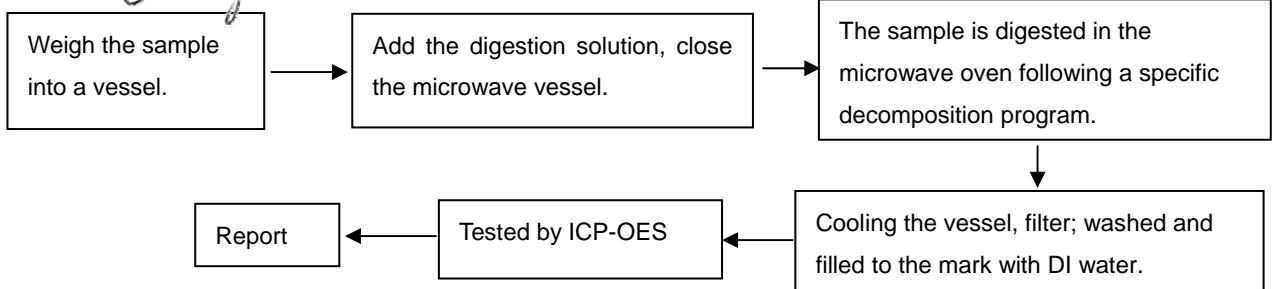 Weigh the sample
into a vessel.
Add the digestion solution, close
the microwave vessel.
The sample is digested in the
microwave oven following a specific
decomposition program.
Cooling the vessel, filter; washed and
filled to the mark with DI water.
Tested by ICP-OES
Report